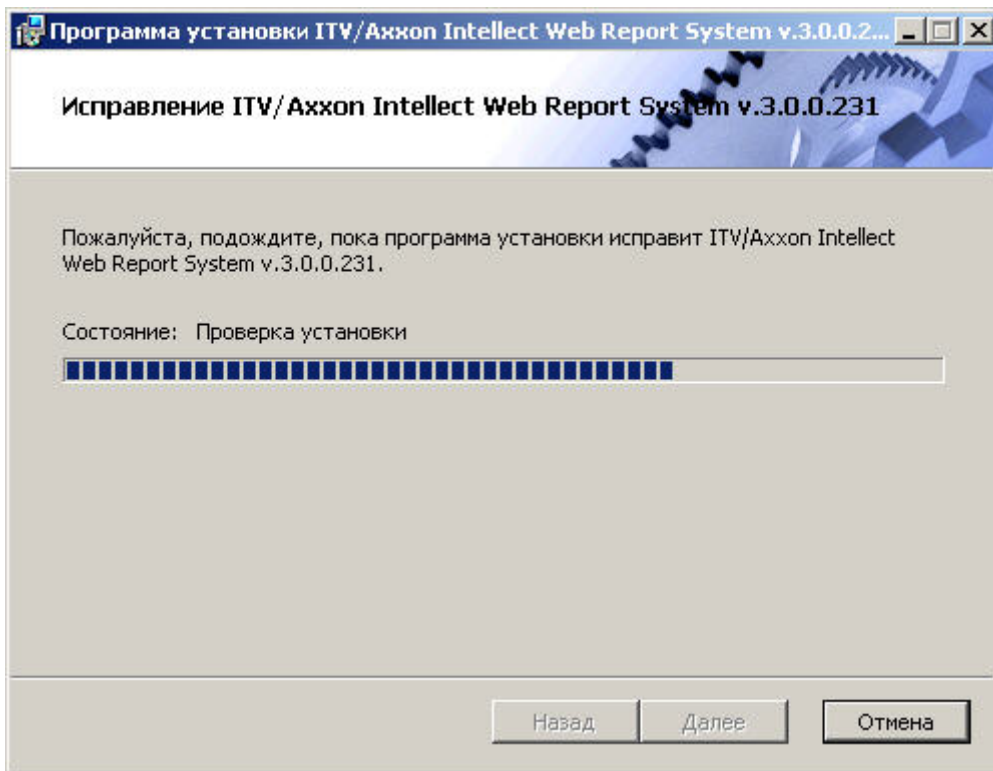 Программа установки ITV/Axxon Intellect Web Report System v.3.0.0.2...
Исправление ITV/Axxon Intellect Web Report System v.3.0.0.231
Пожалуйста, подождите, пока программа установки исправит ITV/Axxon Intellect
Web Report System v.3.0.0.231.
Состояние: Проверка установки
Назад Далее Отмена